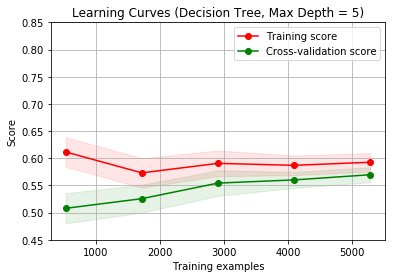 Learning Curves (Decision Tree, Max Depth = 5)
Training score
Cross-validation score
Score
0.85
0.80
0.75
0.70
0.65
0.60
0.55
0.50
0.45
1000 2000 3000 4000 5000
Training examples